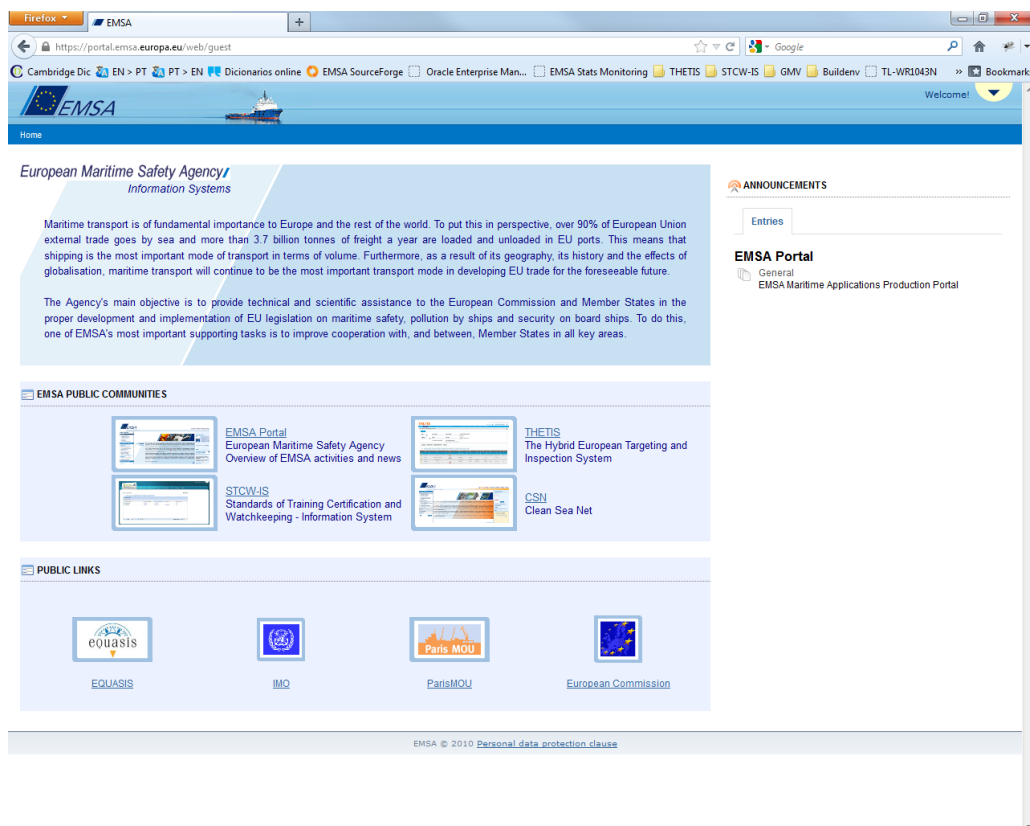 Firefox
EMSA
https://portal.emsa.europa.eu/web/guest
Google
Cambridge Dic EN > PT PT > EN Dicionarios online EMSA SourceForge Oracle Enterprise Man... EMSA Stats Monitoring THETIS STCW-IS GMV Buildenv TL-WR1043N » Bookmark
EMSA
Welcome!
Home
European Maritime Safety Agency
Information Systems
Maritime transport is of fundamental importance to Europe and the rest of the world. To put this in perspective, over 90% of European Union
external trade goes by sea and more than 3.7 billion tonnes of freight a year are loaded and unloaded in EU ports. This means that
shipping is the most important mode of transport in terms of volume. Furthermore, as a result of its geography, its history and the effects of
globalisation, maritime transport will continue to be the most important transport mode in developing EU trade for the foreseeable future.
The Agency's main objective is to provide technical and scientific assistance to the European Commission and Member States in the
proper development and implementation of EU legislation on maritime safety, pollution by ships and security on board ships. To do this,
one of EMSA's most important supporting tasks is to improve cooperation with, and between, Member States in all key areas.
ANNOUNCEMENTS
Entries
EMSA Portal
General
EMSA Maritime Applications Production Portal
EMSA PUBLIC COMMUNITIES
EMSA Portal
European Maritime Safety Agency
Overview of EMSA activities and news
THETIS
The Hybrid European Targeting and
Inspection System
STCW-IS
Standards of Training Certification and
Watchkeeping - Information System
CSN
Clean Sea Net
PUBLIC LINKS
equasis
Paris MOU
EQUASIS
IMO
ParisMOU
European Commission
EMSA © 2010 Personal data protection clause